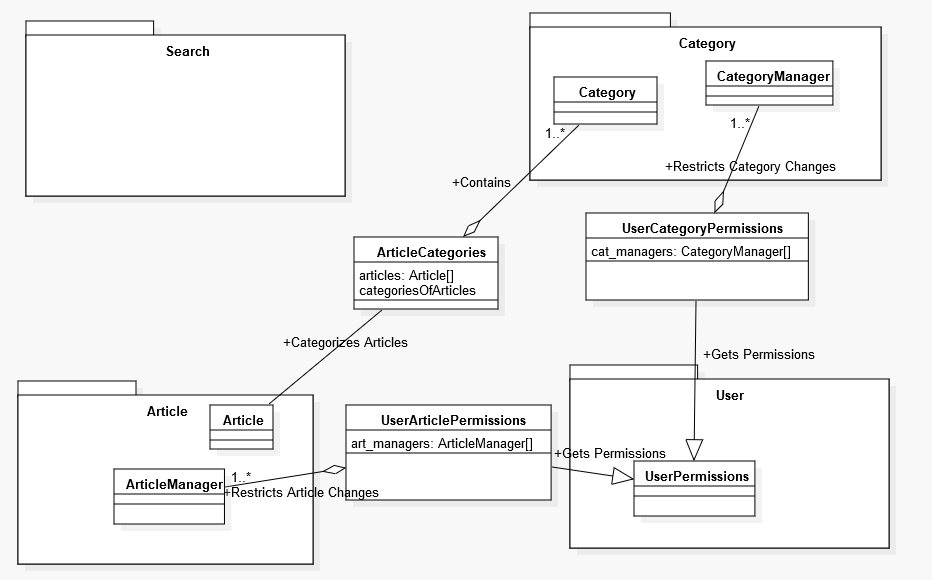 Search
Category
Category
CategoryManager
1..*
1..*
+Restricts Category Changes
+Contains
UserCategoryPermissions
cat_managers: CategoryManager[]
ArticleCategories
articles: Article[]
categoriesOfArticles
+Categorizes Articles
+Gets Permissions
User
Article
Article
UserArticlePermissions
art_managers: ArticleManager[]
+Gets Permissions
1..*
ArticleManager
+Restricts Article Changes
UserPermissions